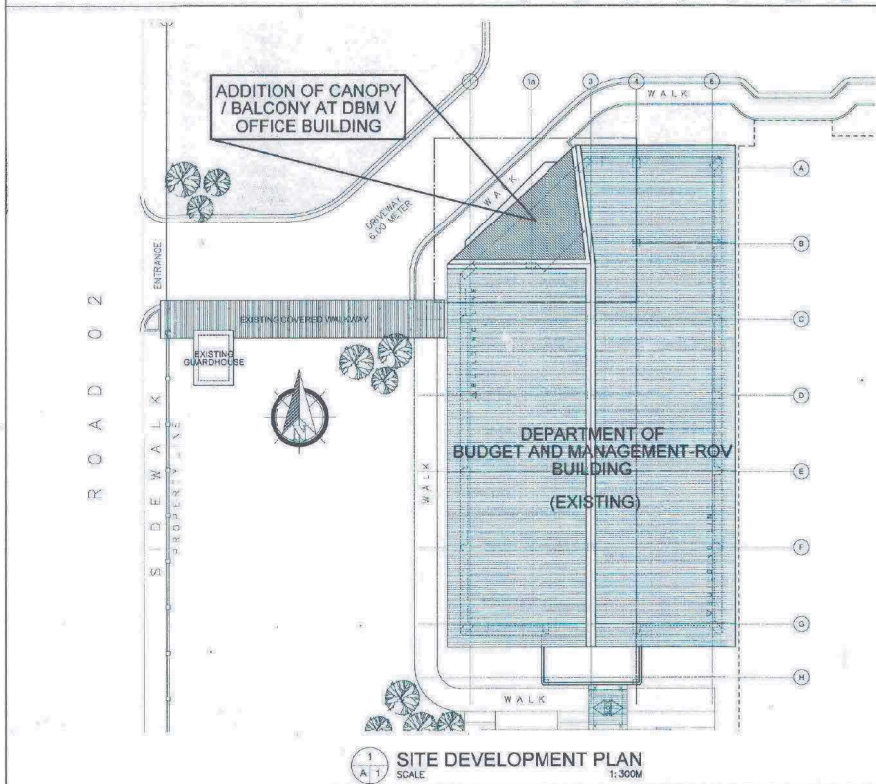 ADDITION OF CANOPY
/ BALCONY AT DBM V
OFFICE BUILDING
1a
3
4
WALK
A
WALK
DRIVEWAY
6.00 METER
B
ENTRANCE
ROAD 02
EXISTING COVERED WALKWAY
C
EXISTING
GUARDHOUSE
D
N
SIDEWALK
PROPERTY LINE
WALK
DEPARTMENT OF
BUDGET AND MANAGEMENT-ROV
BUILDING
(EXISTING)
E
F
G
H
WALK
1
A 1
SITE DEVELOPMENT PLAN
SCALE
1:300M